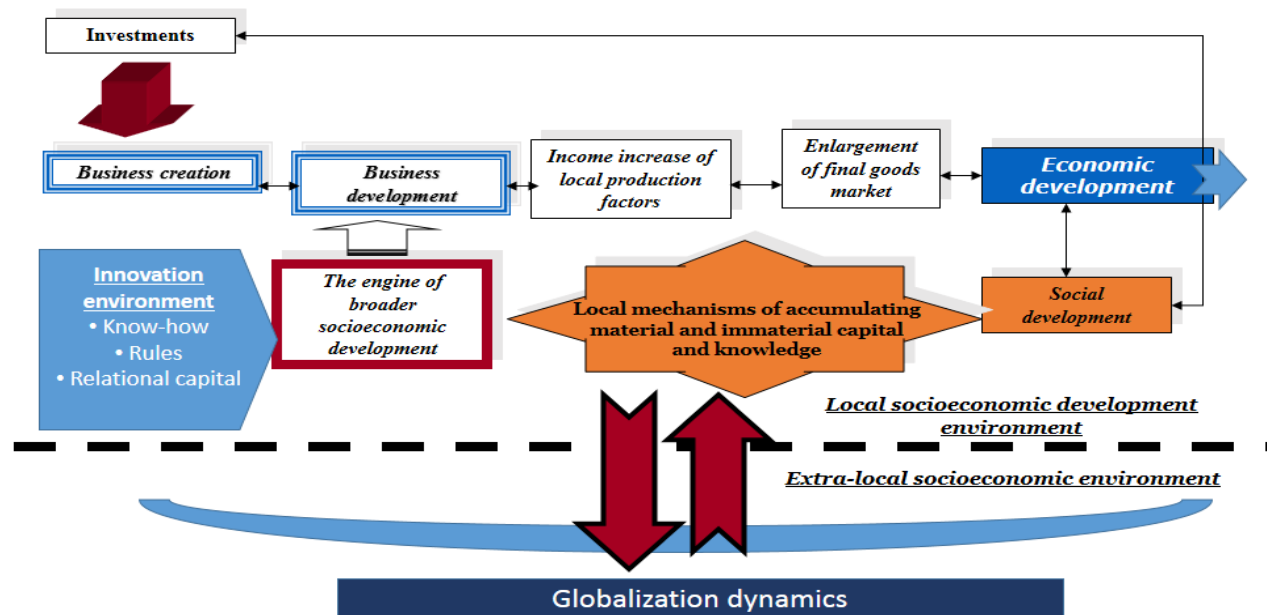 Investments
Business creation
Business
development
Income increase of
local production
factors
Enlargement
of final goods
market
Economic
development
Innovation
environment
• Know-how
• Rules
• Relational capital
The engine of
broader
socioeconomic
development
Local mechanisms of accumulating
material and immaterial capital
and knowledge
Social
development
Local socioeconomic development
environment
Extra-local socioeconomic environment
Globalization dynamics